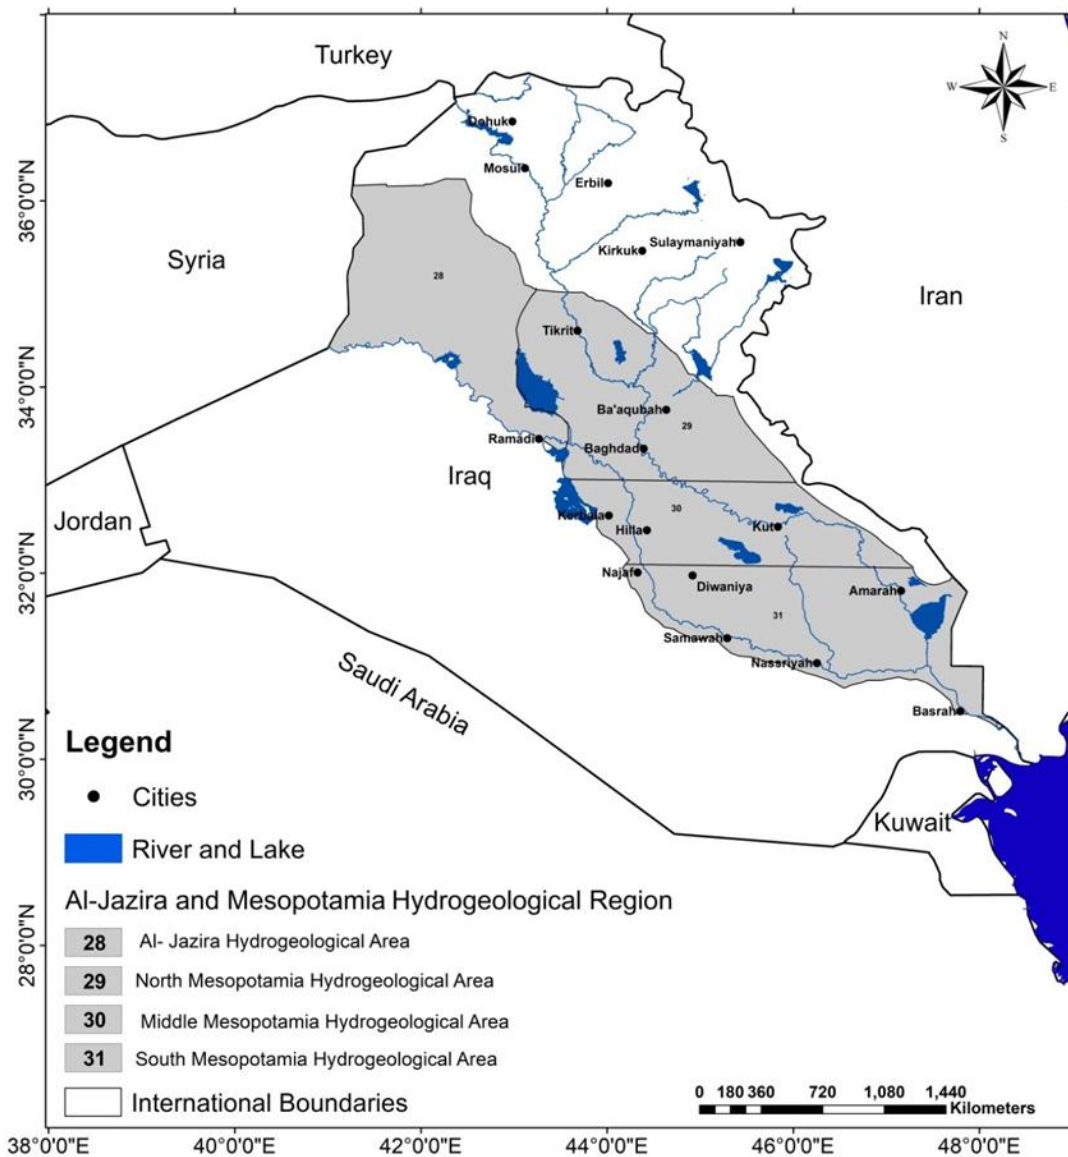 Turkey
N
W
E
S
Dohuk
Mosul
Erbil
36°0'0"N
Sulaymaniyah
Kirkuk
Syria
28
Iran
Tikrit
34°0'0"N
Ba'aqubah
29
Ramadi
Baghdad
Iraq
30
Jordan
Kerbala
Hilla
Kut
32°0'0"N
Najaf
Diwaniya
Amarah
31
Samawah
Nassriyah
Saudi Arabia
Basrah
30°0'0"N
Legend
Cities
Kuwait
River and Lake
Al-Jazira and Mesopotamia Hydrogeological Region
28 Al- Jazira Hydrogeological Area
28°0'0"N
29 North Mesopotamia Hydrogeological Area
30 Middle Mesopotamia Hydrogeological Area
31 South Mesopotamia Hydrogeological Area
International Boundaries
0 180 360 720 1,080 1,440
Kilometers
38°0'0"E 40°0'0"E 42°0'0"E 44°0'0"E 46°0'0"E 48°0'0"E